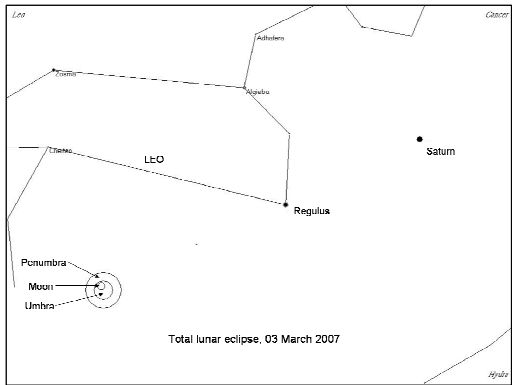 Leo
Cancer
Adhafera
Zosma
Algieba
Saturn
Chertan
LEO
Regulus
Penumbra
Moon
Umbra
Total lunar eclipse, 03 March 2007
Hydra